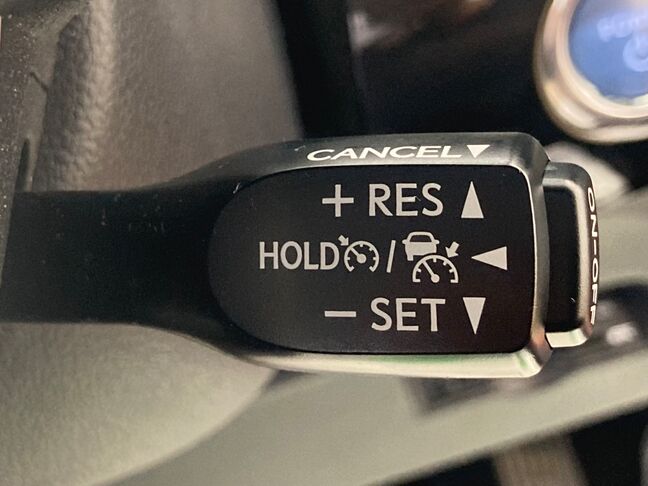 CANCEL▼
+ RES ▲
HOLD / ◀
− SET ▼
ON-OFF